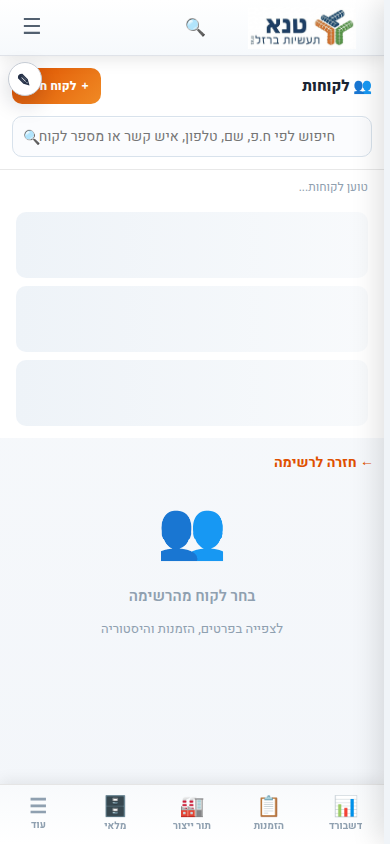 טנא
תעשיות ברזל
👥 לקוחות
+ לקוח ח
חיפוש לפי ח.פ, שם, טלפון, איש קשר או מספר לקוח
טוען לקוחות...
← חזרה לרשימה
בחר לקוח מהרשימה
לצפייה בפרטים, הזמנות והיסטוריה
דשבורד
הזמנות
תור ייצור
מלאי
עוד